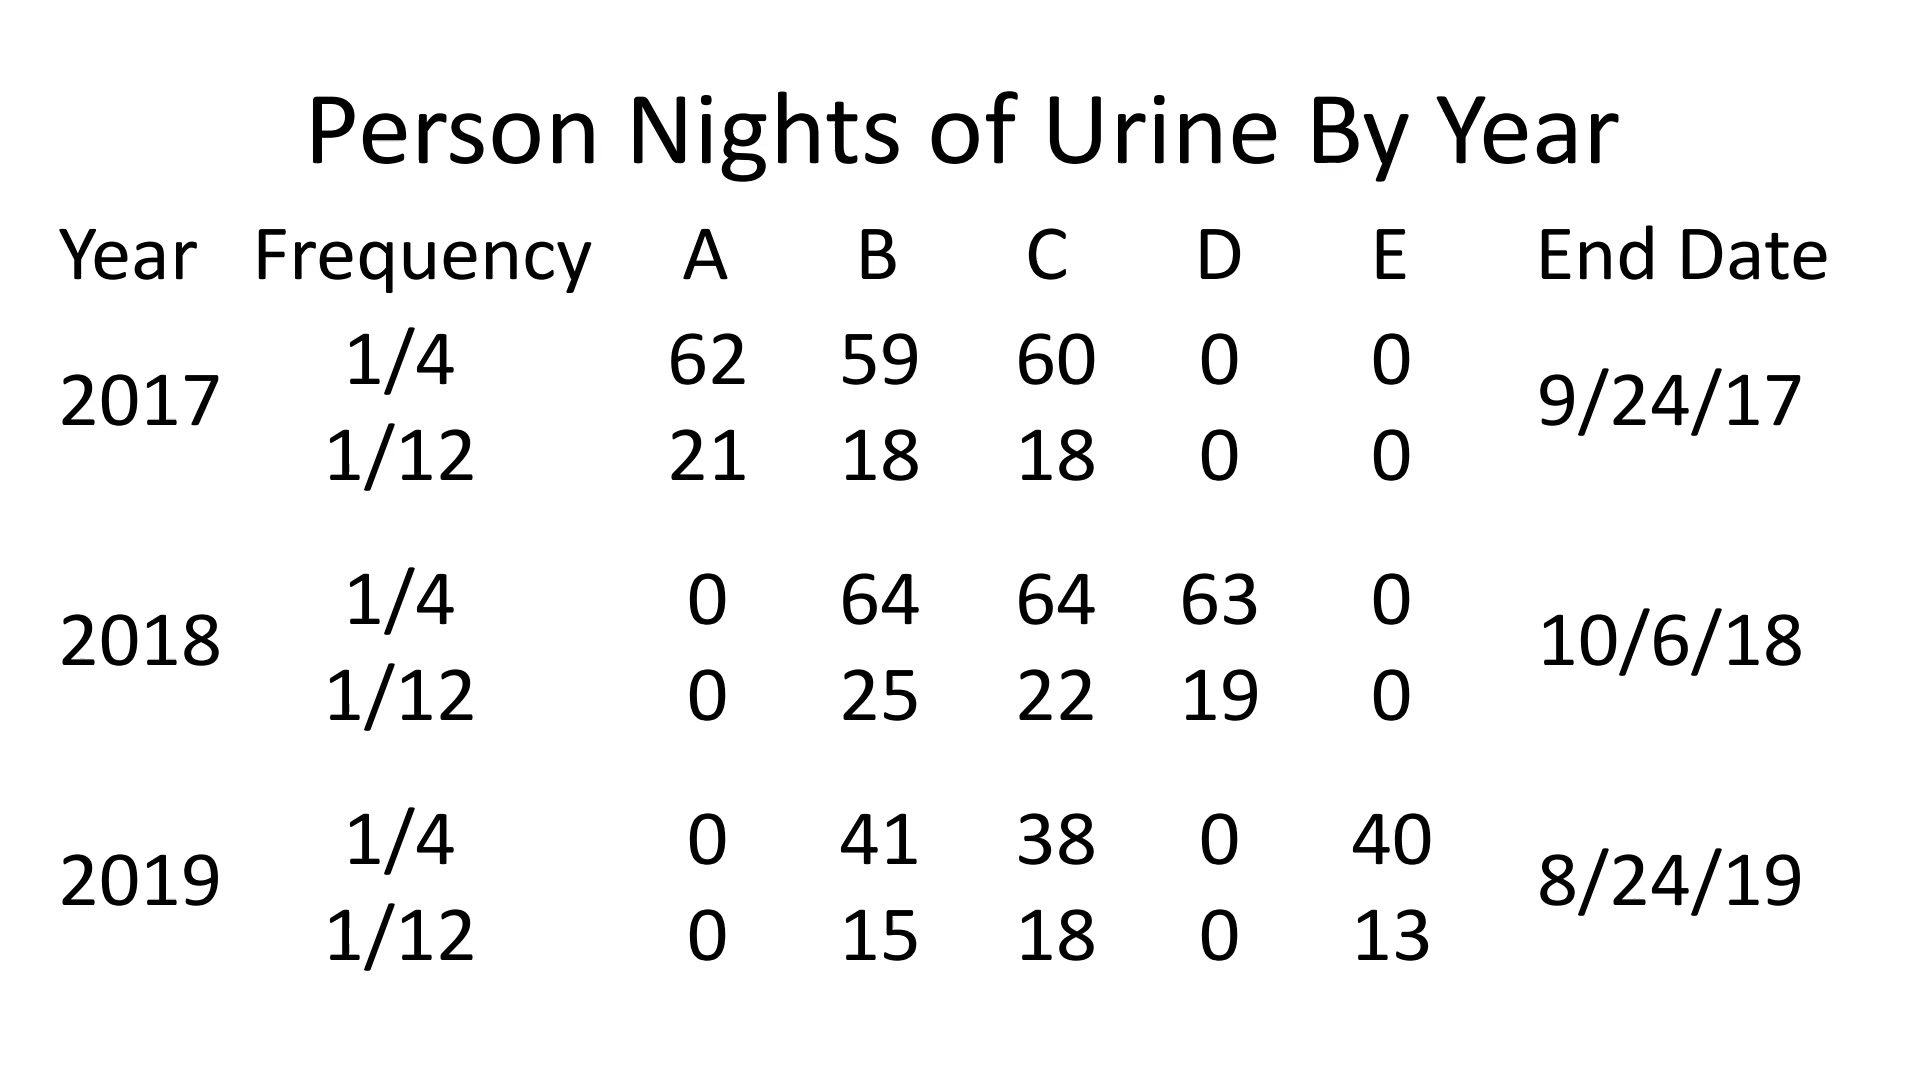 Person Nights of Urine By Year
Year Frequency A B C D E End Date
1/4 62 59 60 0 0
2017 9/24/17
1/12 21 18 18 0 0
1/4 0 64 64 63 0
2018 10/6/18
1/12 0 25 22 19 0
1/4 0 41 38 0 40
2019 8/24/19
1/12 0 15 18 0 13